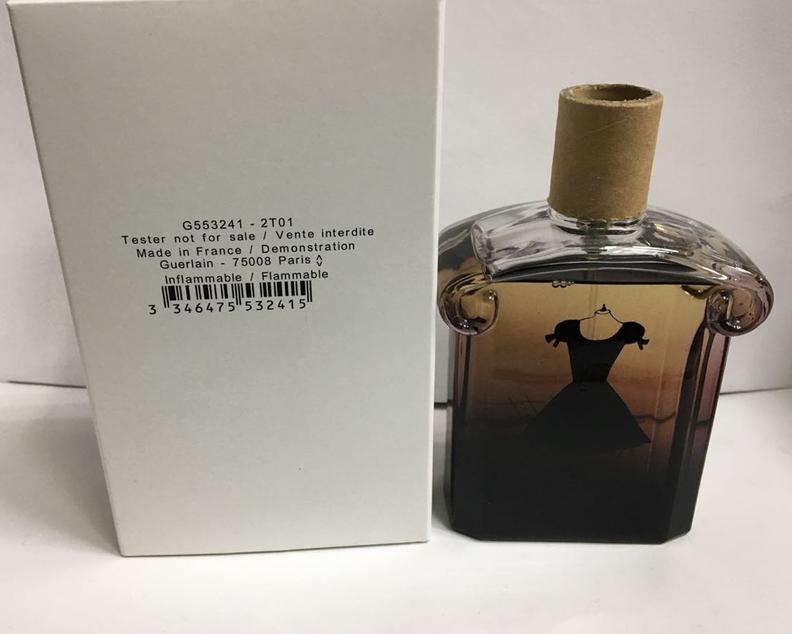 G553241 - 2T01
Tester not for sale / Vente interdite
Made in France / Demonstration
Guerlain - 75008 Paris
Inflammable / Flammable
3 346475 532415